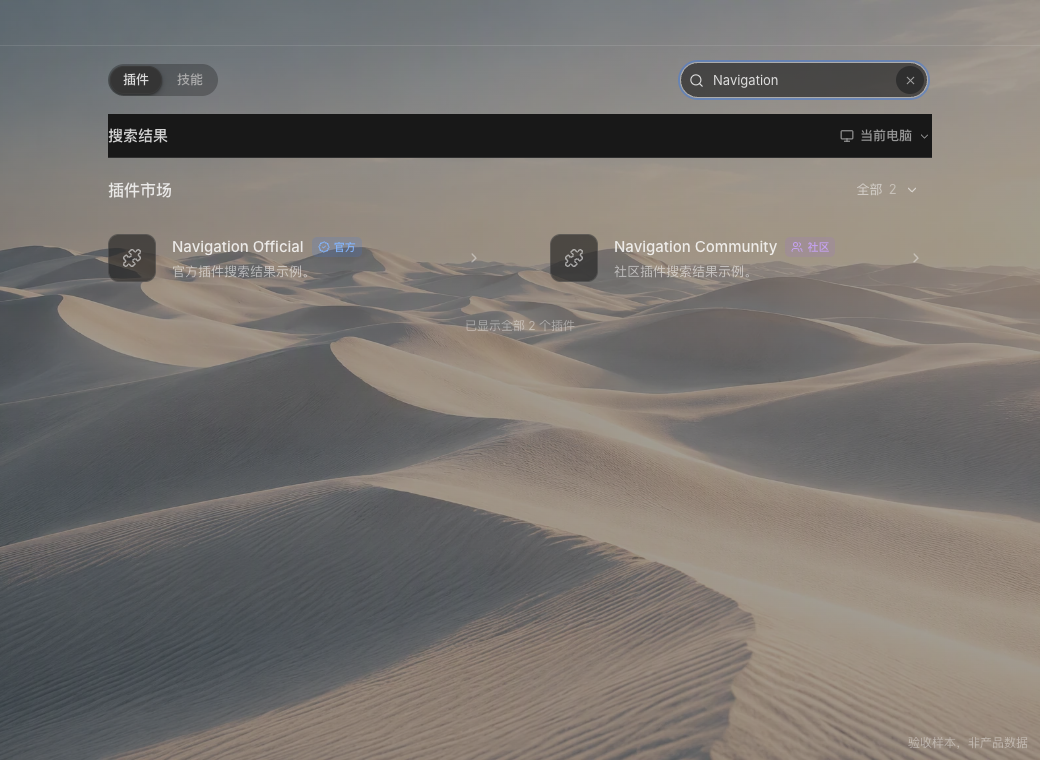 插件 技能 Navigation
搜索结果 当前电脑
插件市场 全部 2
Navigation Official 官方
官方插件搜索结果示例。
Navigation Community 社区
社区插件搜索结果示例。
已显示全部 2 个插件
验收样本，非产品数据